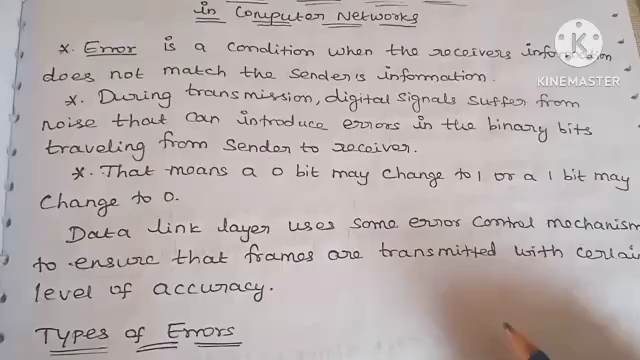 in Computer Networks
* Error is a condition when the receivers information
does not match the sender's information.
* During transmission, digital signals suffer from
noise that can introduce errors in the binary bits
traveling from sender to receiver.
* That means a 0 bit may change to 1 or a 1 bit may
change to 0.
Data link layer uses some error control mechanism
to ensure that frames are transmitted with certain
level of accuracy.
Types of Errors
KINEMASTER